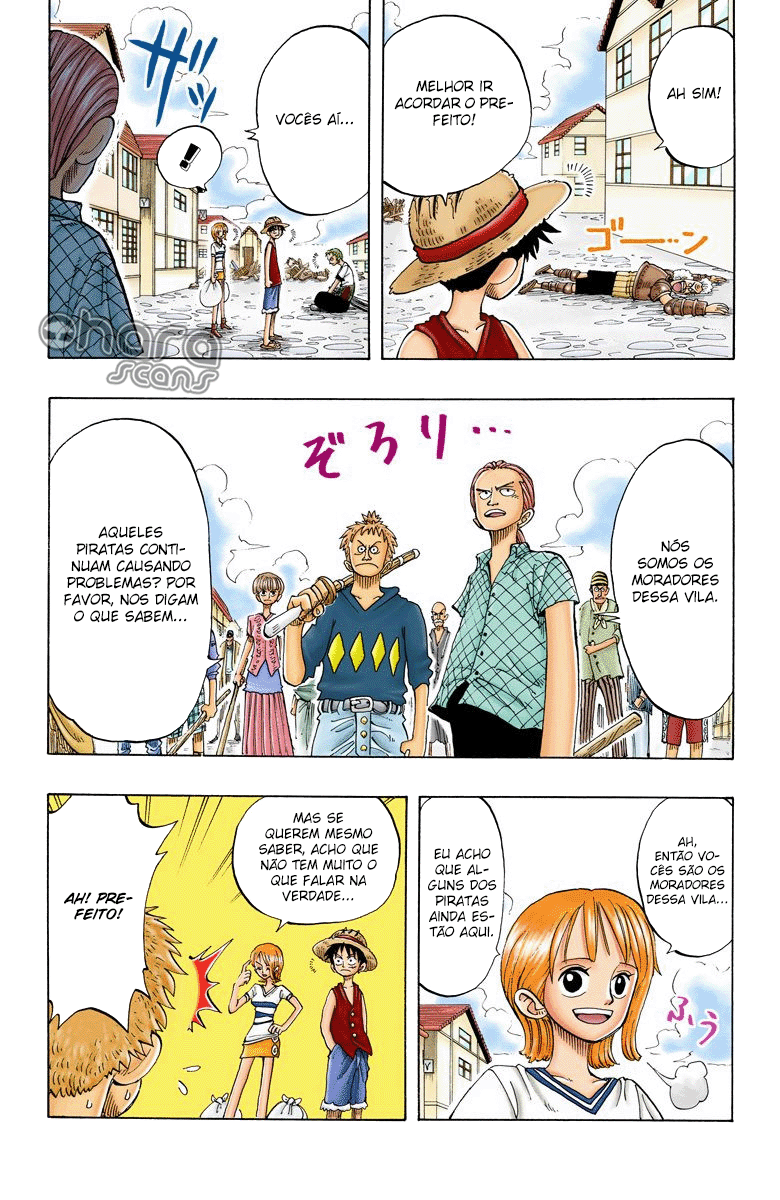 AH SIM!
MELHOR IR
ACORDAR O PRE-
FEITO!
ゴーン
VOCÊS AÍ...
ザッ
!
Ohara
scans
ぞろり…
NÓS
SOMOS OS
MORADORES
DESSA VILA.
AQUELES
PIRATAS CONTI-
NUAM CAUSANDO
PROBLEMAS? POR
FAVOR, NOS DIGAM
O QUE SABEM...
AH,
ENTÃO VO-
CÊS SÃO OS
MORADORES
DESSA VILA...
EU ACHO
QUE AL-
GUNS DOS
PIRATAS
AINDA ES-
TÃO AQUI.
ふぅ
MAS SE
QUEREM MESMO
SABER, ACHO QUE
NÃO TEM MUITO O
QUE FALAR NA
VERDADE...
AH! PRE-
FEITO!